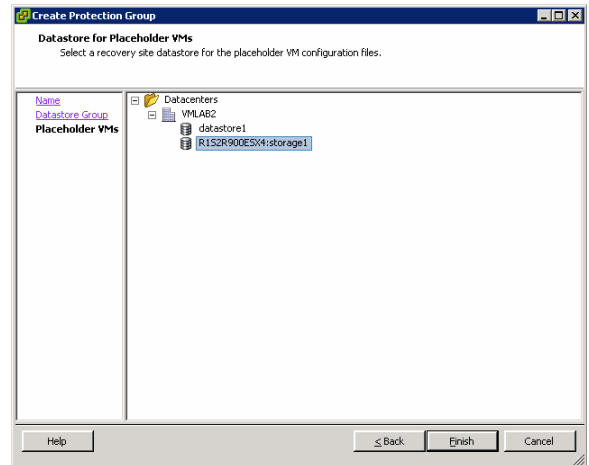 Create Protection Group
Datastore for Placeholder VMs
Select a recovery site datastore for the placeholder VM configuration files.
Name
Datastore Group
Placeholder VMs
Datacenters
VMLAB2
datastore1
R1S2R900ESX4:storage1
Help
< Back
Finish
Cancel